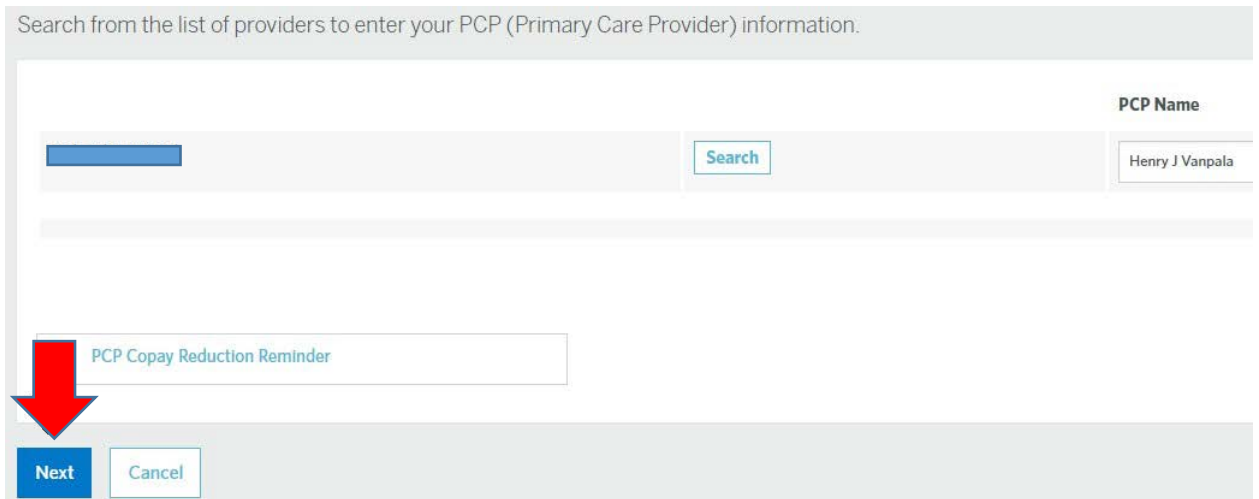 Search from the list of providers to enter your PCP (Primary Care Provider) information.
PCP Name
Search
Henry J Vanpala
PCP Copay Reduction Reminder
Next
Cancel